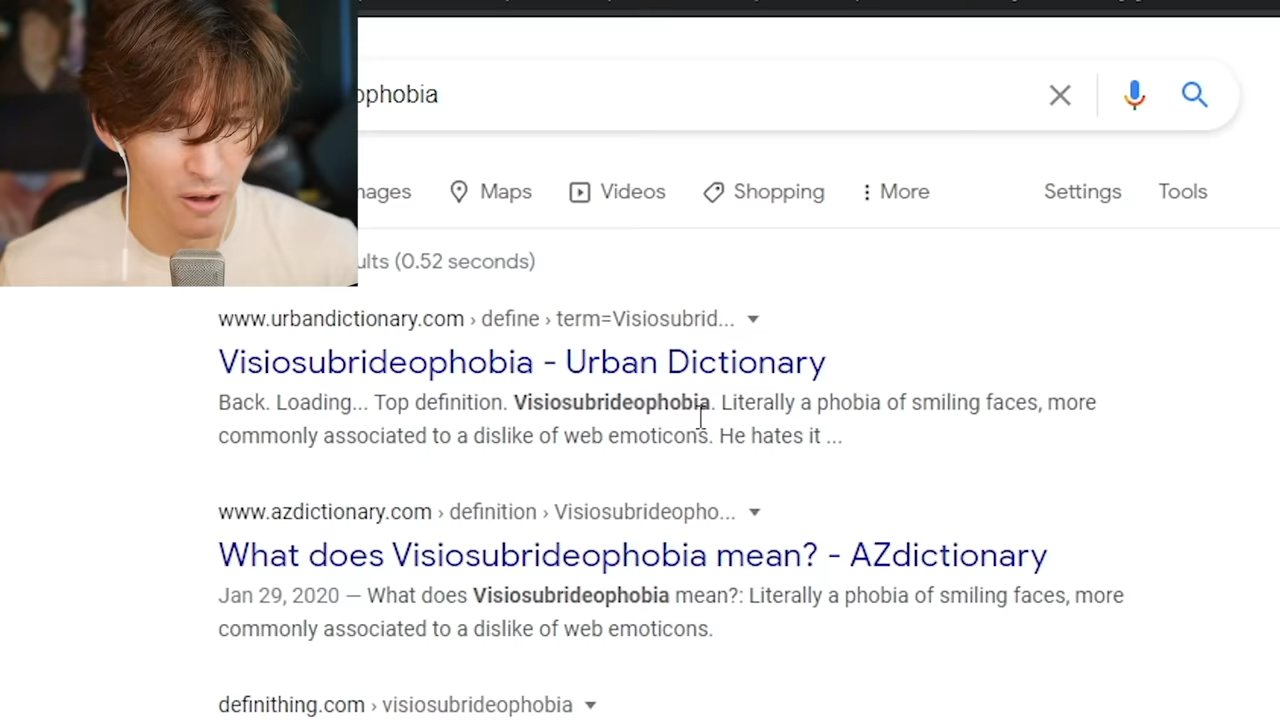 ophobia
mages Maps Videos Shopping More Settings Tools
ults (0.52 seconds)
www.urbandictionary.com › define › term=Visiosubrid...
Visiosubrideophobia - Urban Dictionary
Back. Loading... Top definition. Visiosubrideophobia. Literally a phobia of smiling faces, more
commonly associated to a dislike of web emoticons. He hates it ...
www.azdictionary.com › definition › Visiosubrideopho...
What does Visiosubrideophobia mean? - AZdictionary
Jan 29, 2020 — What does Visiosubrideophobia mean?: Literally a phobia of smiling faces, more
commonly associated to a dislike of web emoticons.
definithing.com › visiosubrideophobia